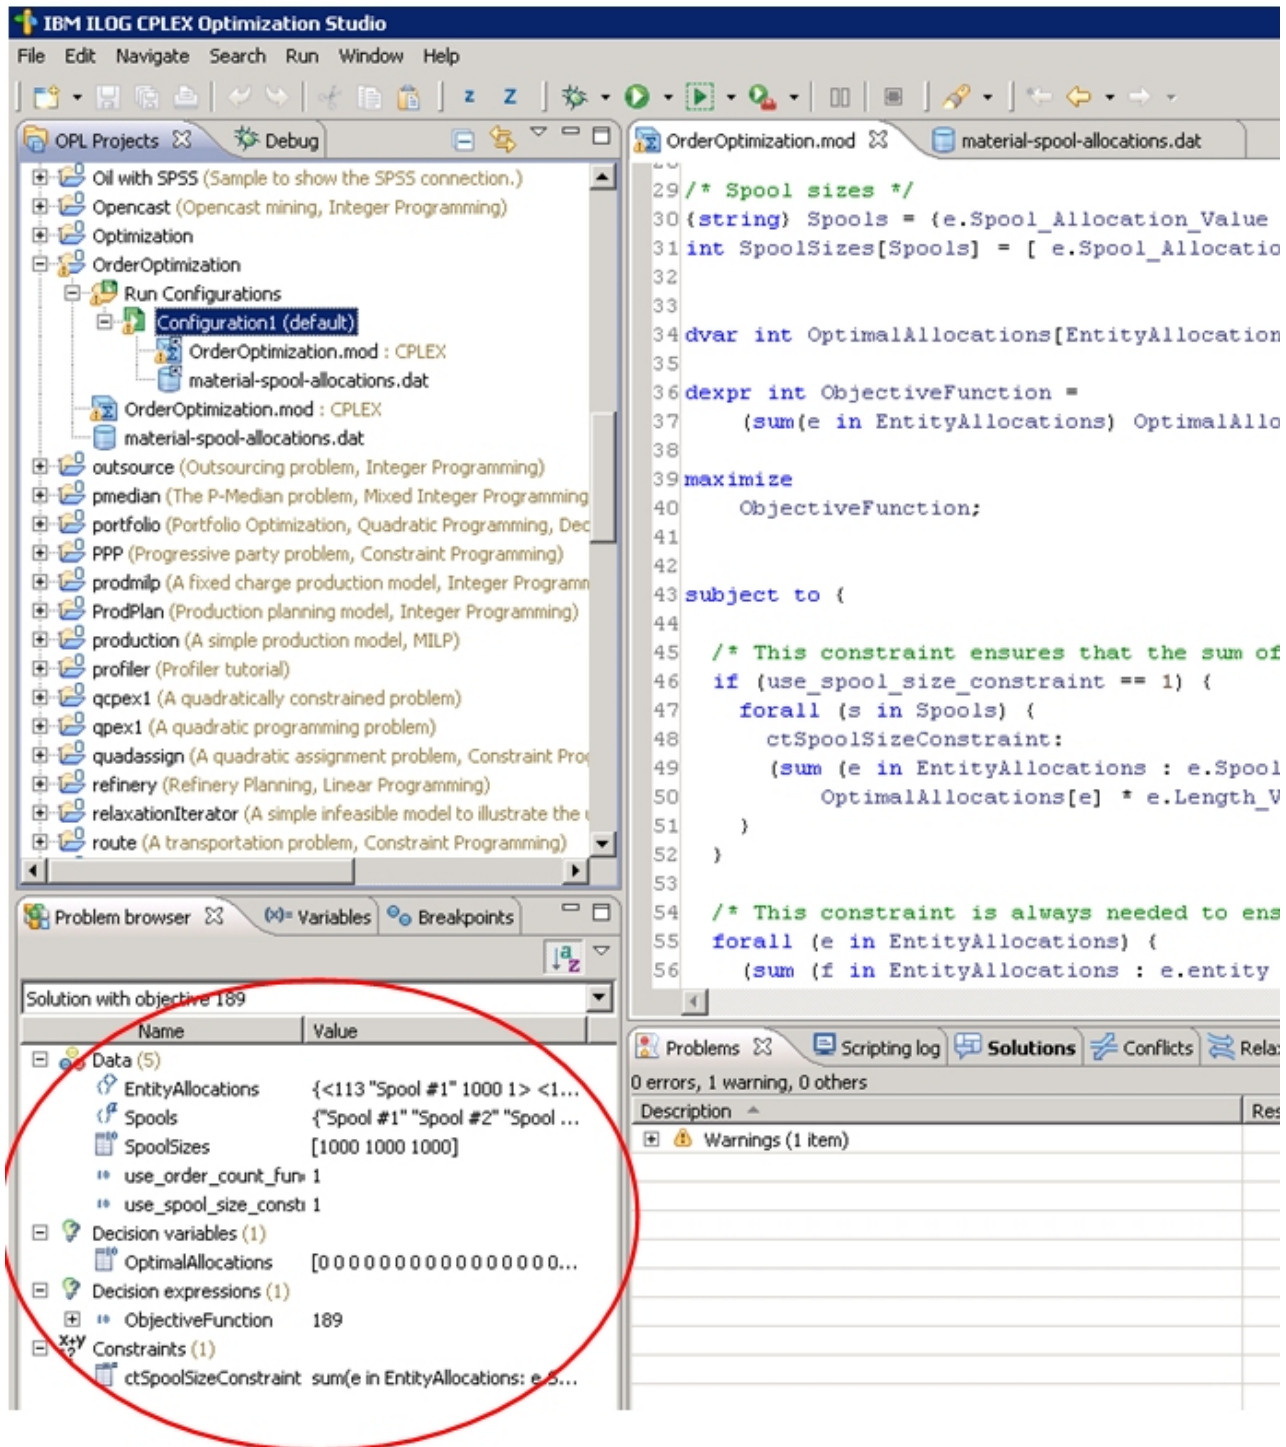 IBM ILOG CPLEX Optimization Studio
File Edit Navigate Search Run Window Help
OPL Projects Debug
Oil with SPSS (Sample to show the SPSS connection.)
Opencast (Opencast mining, Integer Programming)
Optimization
OrderOptimization
Run Configurations
Configuration1 (default)
OrderOptimization.mod : CPLEX
material-spool-allocations.dat
OrderOptimization.mod : CPLEX
material-spool-allocations.dat
outsource (Outsourcing problem, Integer Programming)
pmedian (The P-Median problem, Mixed Integer Programming
portfolio (Portfolio Optimization, Quadratic Programming, Dec
PPP (Progressive party problem, Constraint Programming)
prodmilp (A fixed charge production model, Integer Programm
ProdPlan (Production planning model, Integer Programming)
production (A simple production model, MILP)
profiler (Profiler tutorial)
qcpex1 (A quadratically constrained problem)
qpex1 (A quadratic programming problem)
quadassign (A quadratic assignment problem, Constraint Pro
refinery (Refinery Planning, Linear Programming)
relaxationIterator (A simple infeasible model to illustrate the
route (A transportation problem, Constraint Programming)
OrderOptimization.mod material-spool-allocations.dat
29 /* Spool sizes */
30 {string} Spools = {e.Spool_Allocation_Value
31 int SpoolSizes[Spools] = [ e.Spool_Allocatio
32
33
34 dvar int OptimalAllocations[EntityAllocation
35
36 dexpr int ObjectiveFunction =
37 (sum(e in EntityAllocations) OptimalAllo
38
39 maximize
40 ObjectiveFunction;
41
42
43 subject to {
44
45 /* This constraint ensures that the sum of
46 if (use_spool_size_constraint == 1) {
47 forall (s in Spools) {
48 ctSpoolSizeConstraint:
49 (sum (e in EntityAllocations : e.Spool
50 OptimalAllocations[e] * e.Length_V
51 }
52 }
53
54 /* This constraint is always needed to ens
55 forall (e in EntityAllocations) {
56 (sum (f in EntityAllocations : e.entity
Problem browser (x)= Variables Breakpoints
Solution with objective 189
Name Value
Data (5)
EntityAllocations {<113 "Spool #1" 1000 1> <1...
Spools {"Spool #1" "Spool #2" "Spool ...
SpoolSizes [1000 1000 1000]
use_order_count_fun 1
use_spool_size_constr 1
Decision variables (1)
OptimalAllocations [0 0 0 0 0 0 0 0 0 0 0 0 0 0 0 0 0...
Decision expressions (1)
ObjectiveFunction 189
Constraints (1)
ctSpoolSizeConstraint sum(e in EntityAllocations: e.S...
Problems Scripting log Solutions Conflicts Relax
0 errors, 1 warning, 0 others
Description Res
Warnings (1 item)